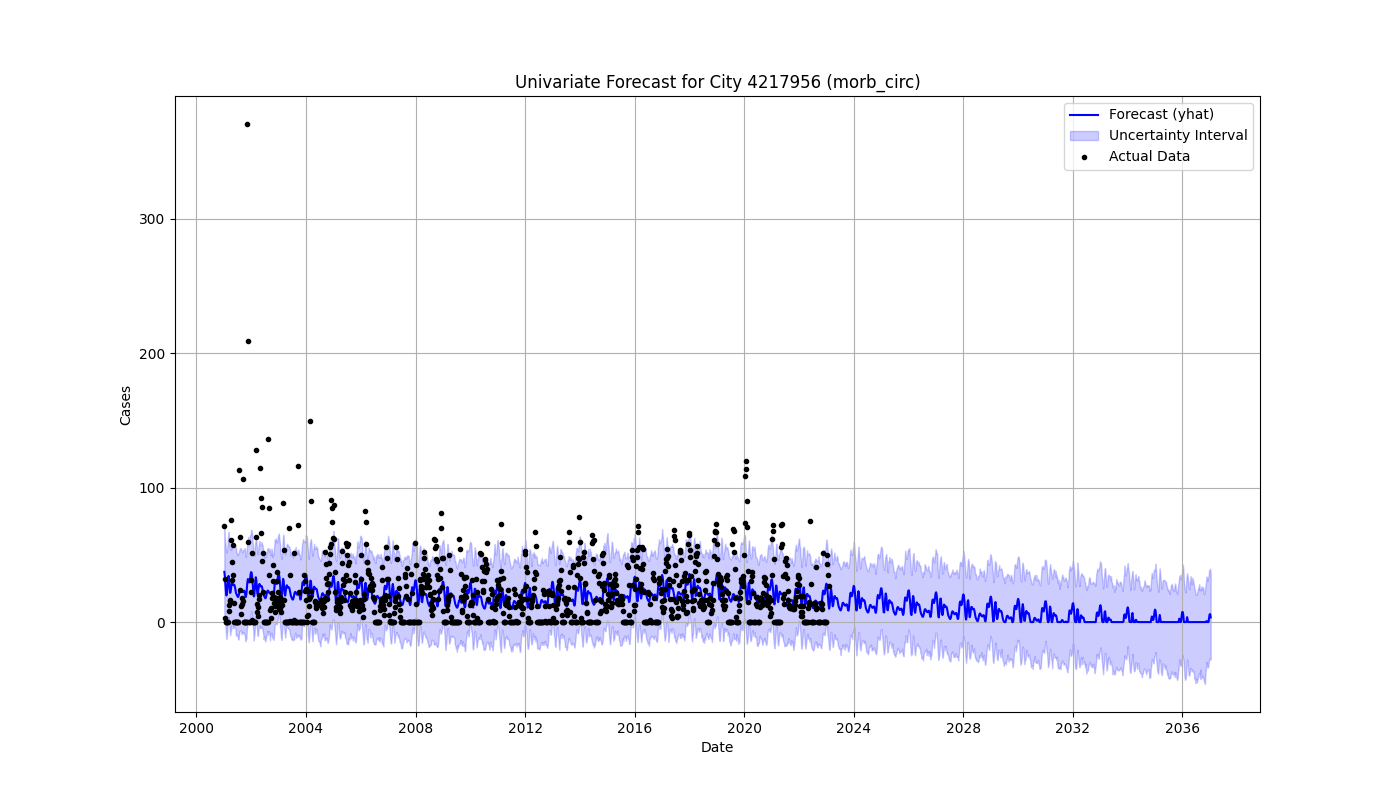 Univariate Forecast for City 4217956 (morb_circ)
Forecast (yhat)
Uncertainty Interval
Actual Data
Cases
300
200
100
0
2000 2004 2008 2012 2016 2020 2024 2028 2032 2036
Date